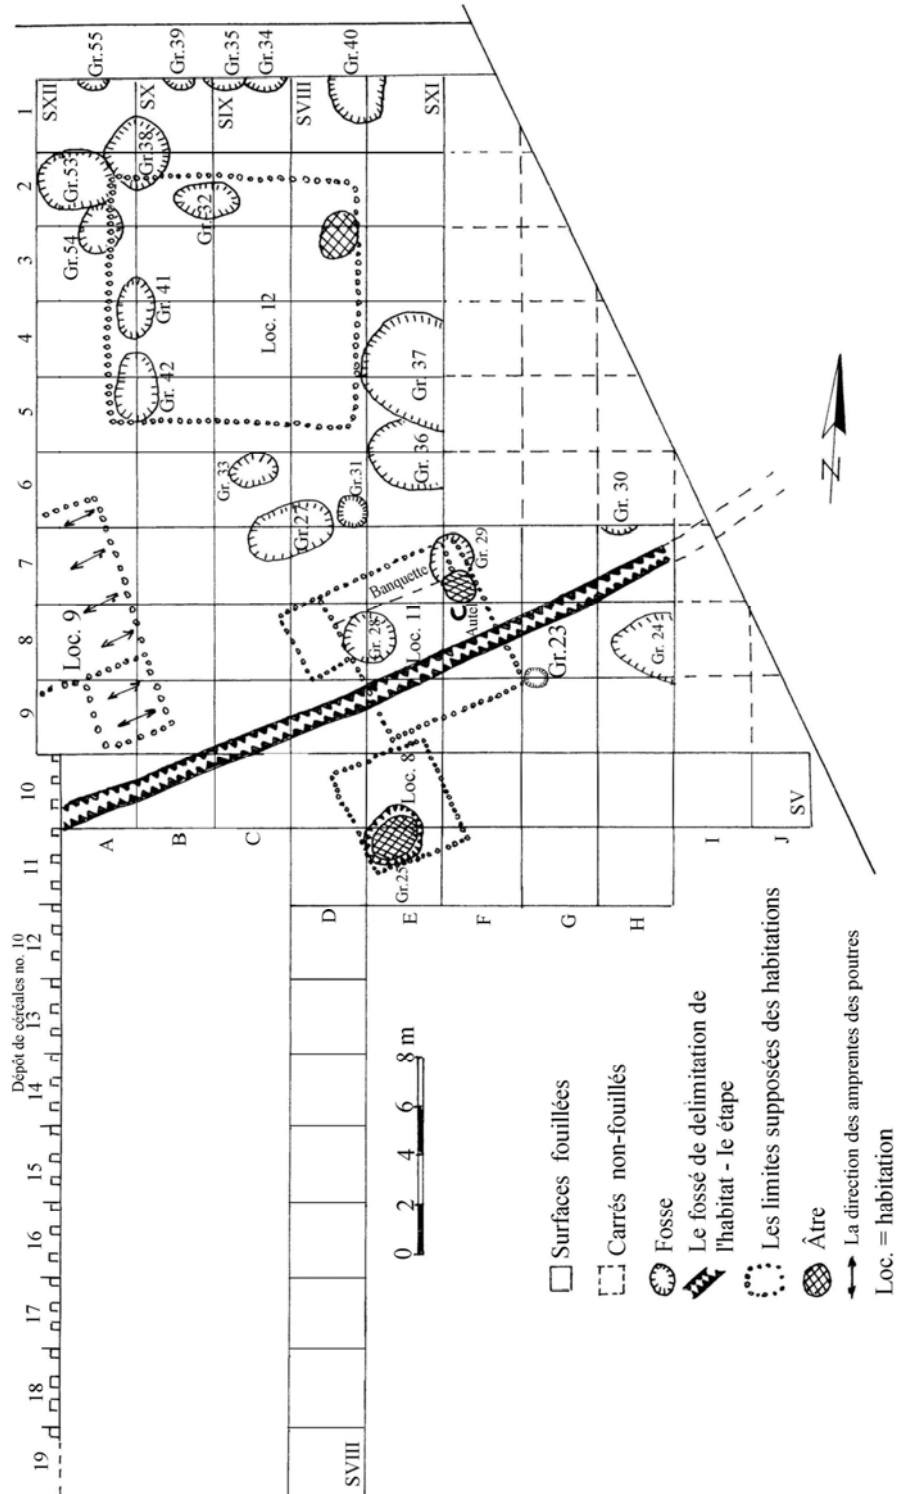 Dépôt de céréales no. 10
19 18 17 16 15 14 13 12 11 10 9 8 7 6 5 4 3 2 1
SXII
SX
SIX
SVIII
SXI
Gr.55
Gr.39
Gr.35
Gr.34
Gr.40
Gr.53
Gr.38
Gr.54
Gr.32
Gr. 41
Gr. 42
Loc. 12
Gr. 37
Gr. 36
Gr. 33
Gr.31
Gr.27
Gr. 30
Gr. 29
Banquette
Loc. 9
Gr. 28
Loc. 11
Autel
Gr.23
Gr. 24
Loc. 8
Gr.25
A
B
C
D
E
F
G
H
I
J
SV
SVIII
N
0 2 4 6 8 m
Surfaces fouillées
Carrés non-fouillés
Fosse
Le fossé de delimitation de
l'habitat - Ie étape
Les limites supposées des habitations
Âtre
La direction des amprentes des poutres
Loc. = habitation